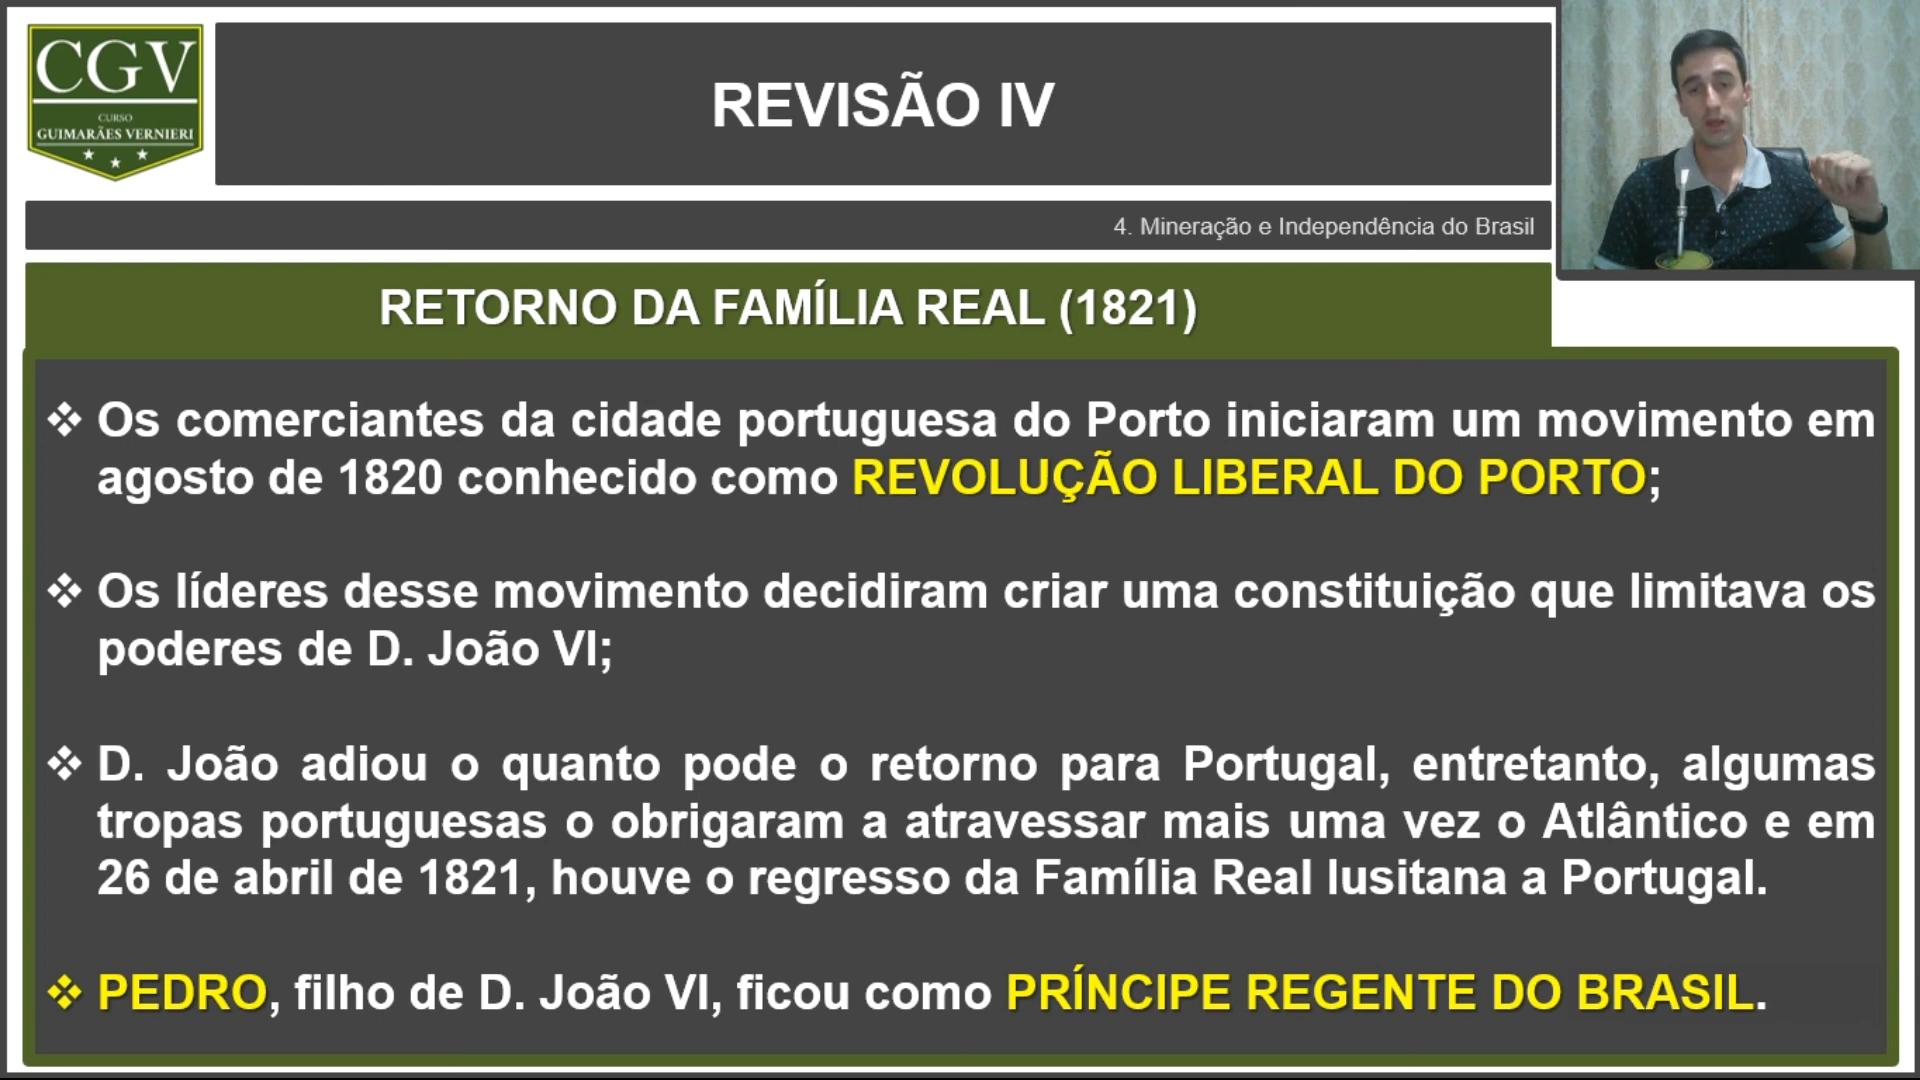 CGV
CURSO
GUIMARÃES VERNIERI
REVISÃO IV
4. Mineração e Independência do Brasil
RETORNO DA FAMÍLIA REAL (1821)
❖ Os comerciantes da cidade portuguesa do Porto iniciaram um movimento em
agosto de 1820 conhecido como REVOLUÇÃO LIBERAL DO PORTO;
❖ Os líderes desse movimento decidiram criar uma constituição que limitava os
poderes de D. João VI;
❖ D. João adiou o quanto pode o retorno para Portugal, entretanto, algumas
tropas portuguesas o obrigaram a atravessar mais uma vez o Atlântico e em
26 de abril de 1821, houve o regresso da Família Real lusitana a Portugal.
❖ PEDRO, filho de D. João VI, ficou como PRÍNCIPE REGENTE DO BRASIL.